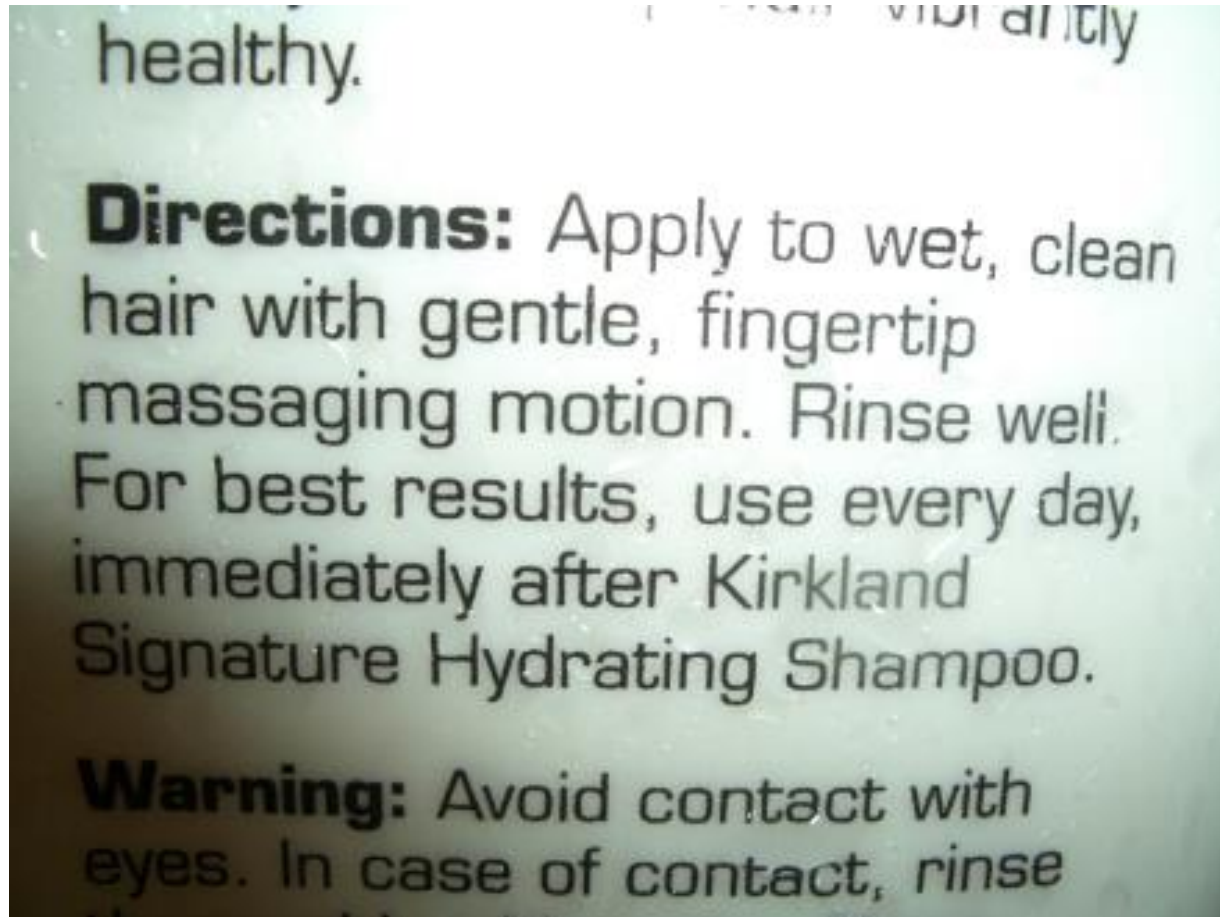 vibrantly
healthy.
Directions: Apply to wet, clean
hair with gentle, fingertip
massaging motion. Rinse well.
For best results, use every day,
immediately after Kirkland
Signature Hydrating Shampoo.
Warning: Avoid contact with
eyes. In case of contact, rinse